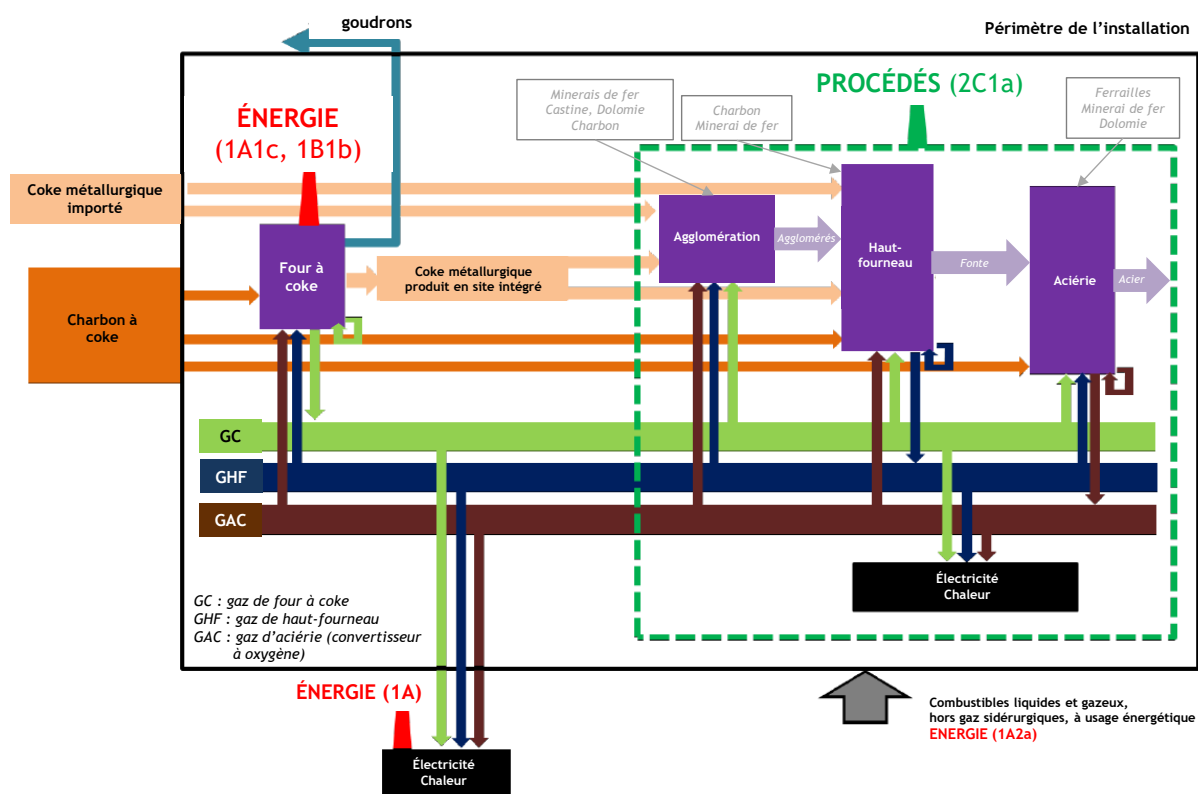 goudrons
Périmètre de l’installation
ÉNERGIE
(1A1c, 1B1b)
Minerais de fer
Castine, Dolomie
Charbon
Charbon
Minerai de fer
PROCÉDÉS (2C1a)
Ferrailles
Minerai de fer
Dolomie
Coke métallurgique
importé
Four à
coke
Coke métallurgique
produit en site intégré
Agglomération
Agglomérés
Haut-
fourneau
Fonte
Aciérie
Acier
Charbon à
coke
GC
GHF
GAC
GC : gaz de four à coke
GHF : gaz de haut-fourneau
GAC : gaz d’aciérie (convertisseur
à oxygène)
Électricité
Chaleur
ÉNERGIE (1A)
Électricité
Chaleur
Combustibles liquides et gazeux,
hors gaz sidérurgiques, à usage énergétique
ENERGIE (1A2a)